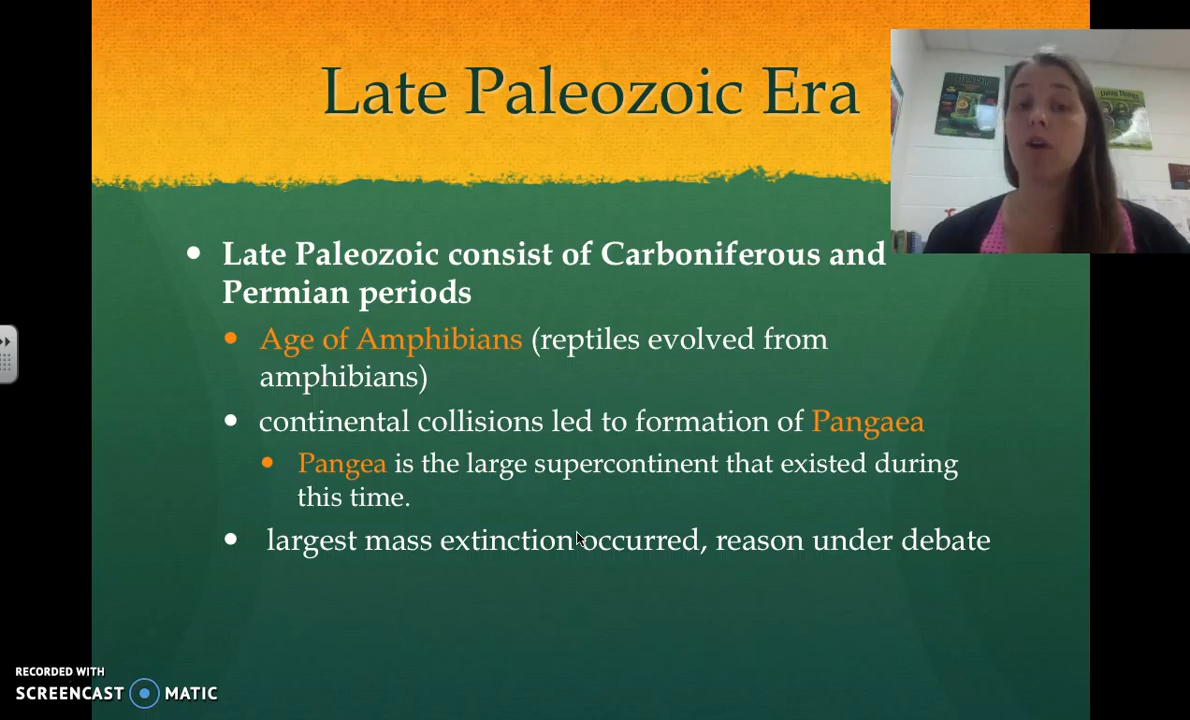 Late Paleozoic Era
Living Things
• Late Paleozoic consist of Carboniferous and
Permian periods
• Age of Amphibians (reptiles evolved from
amphibians)
• continental collisions led to formation of Pangaea
• Pangea is the large supercontinent that existed during
this time.
• largest mass extinction occurred, reason under debate
RECORDED WITH
SCREENCAST MATIC